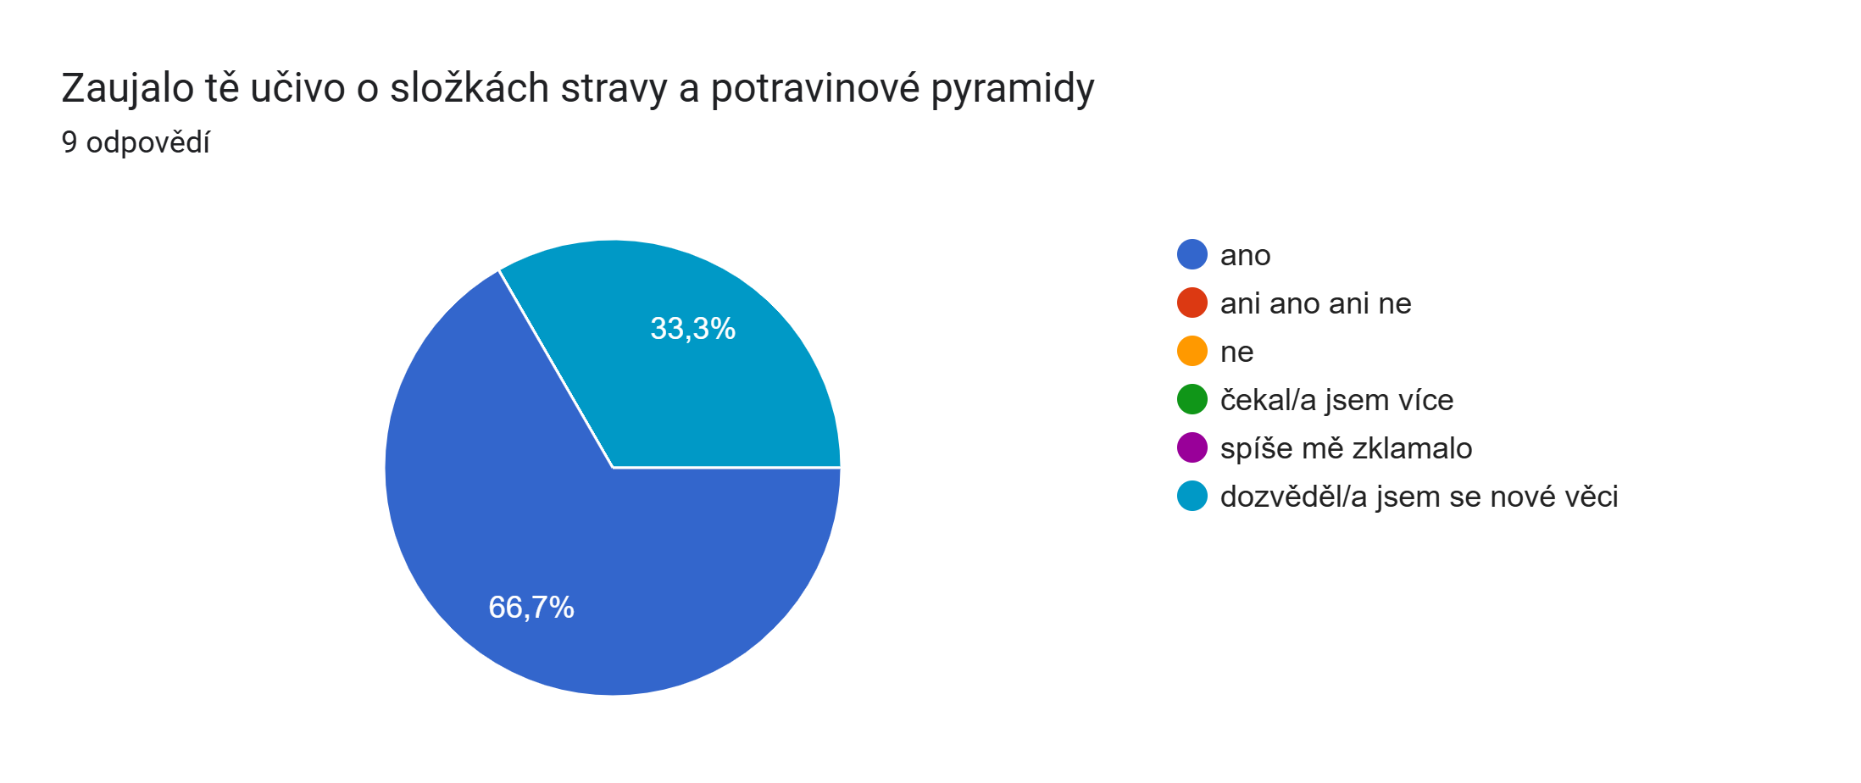 Zaujalo tě učivo o složkách stravy a potravinové pyramidy
9 odpovědí
33,3%
66,7%
ano
ani ano ani ne
ne
čekal/a jsem více
spíše mě zklamalo
dozvěděl/a jsem se nové věci